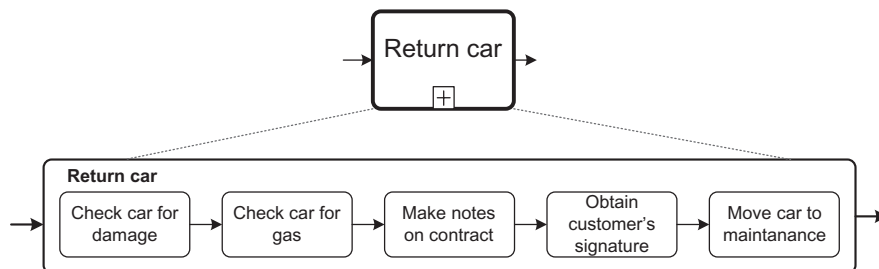 Return car
+
Return car
Check car for
damage
Check car for
gas
Make notes
on contract
Obtain
customer's
signature
Move car to
maintanance